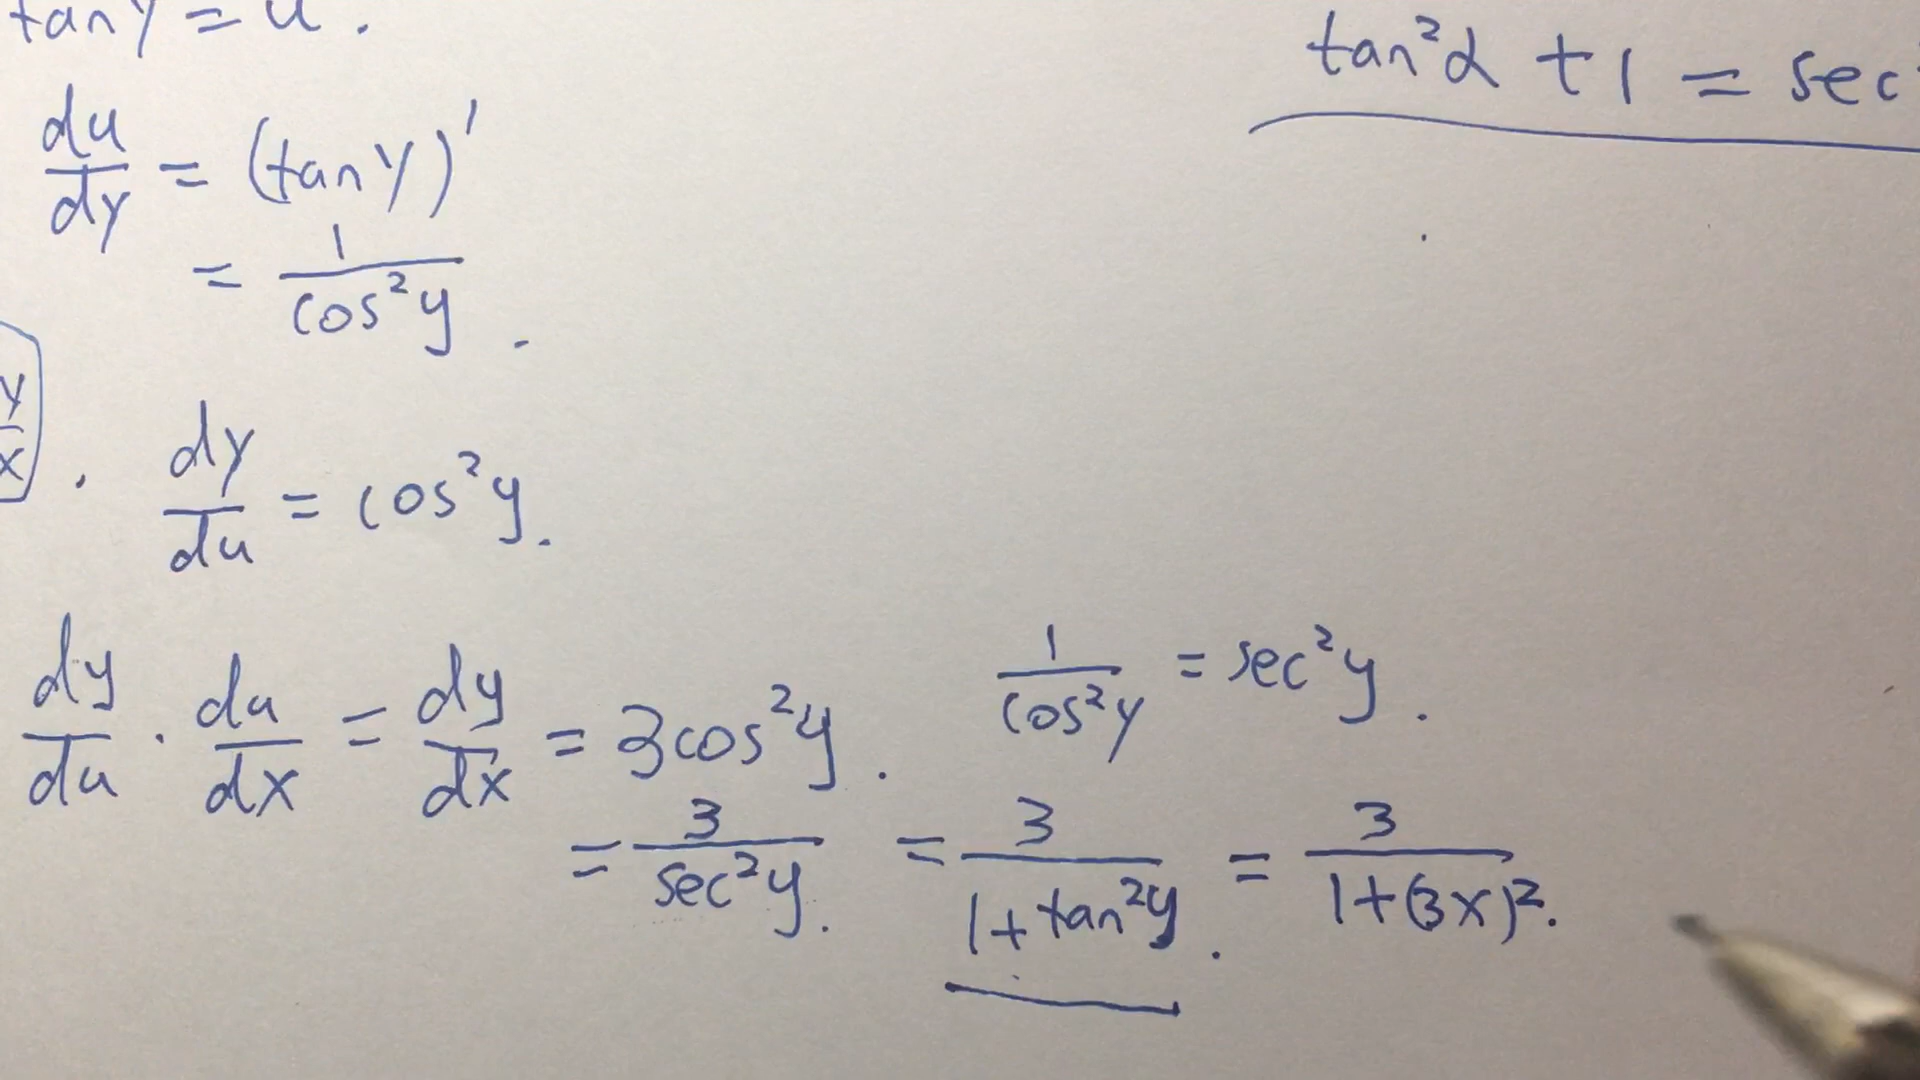 tan y = u .
tan²α + 1 = sec
du/dy = (tan y)'
= 1/cos²y .
y/x . dy/du = cos²y.
1/cos²y = sec²y .
dy/du · du/dx = dy/dx = 3cos²y .
= 3/sec²y. = 3/1+tan²y . = 3/1+(3x)².